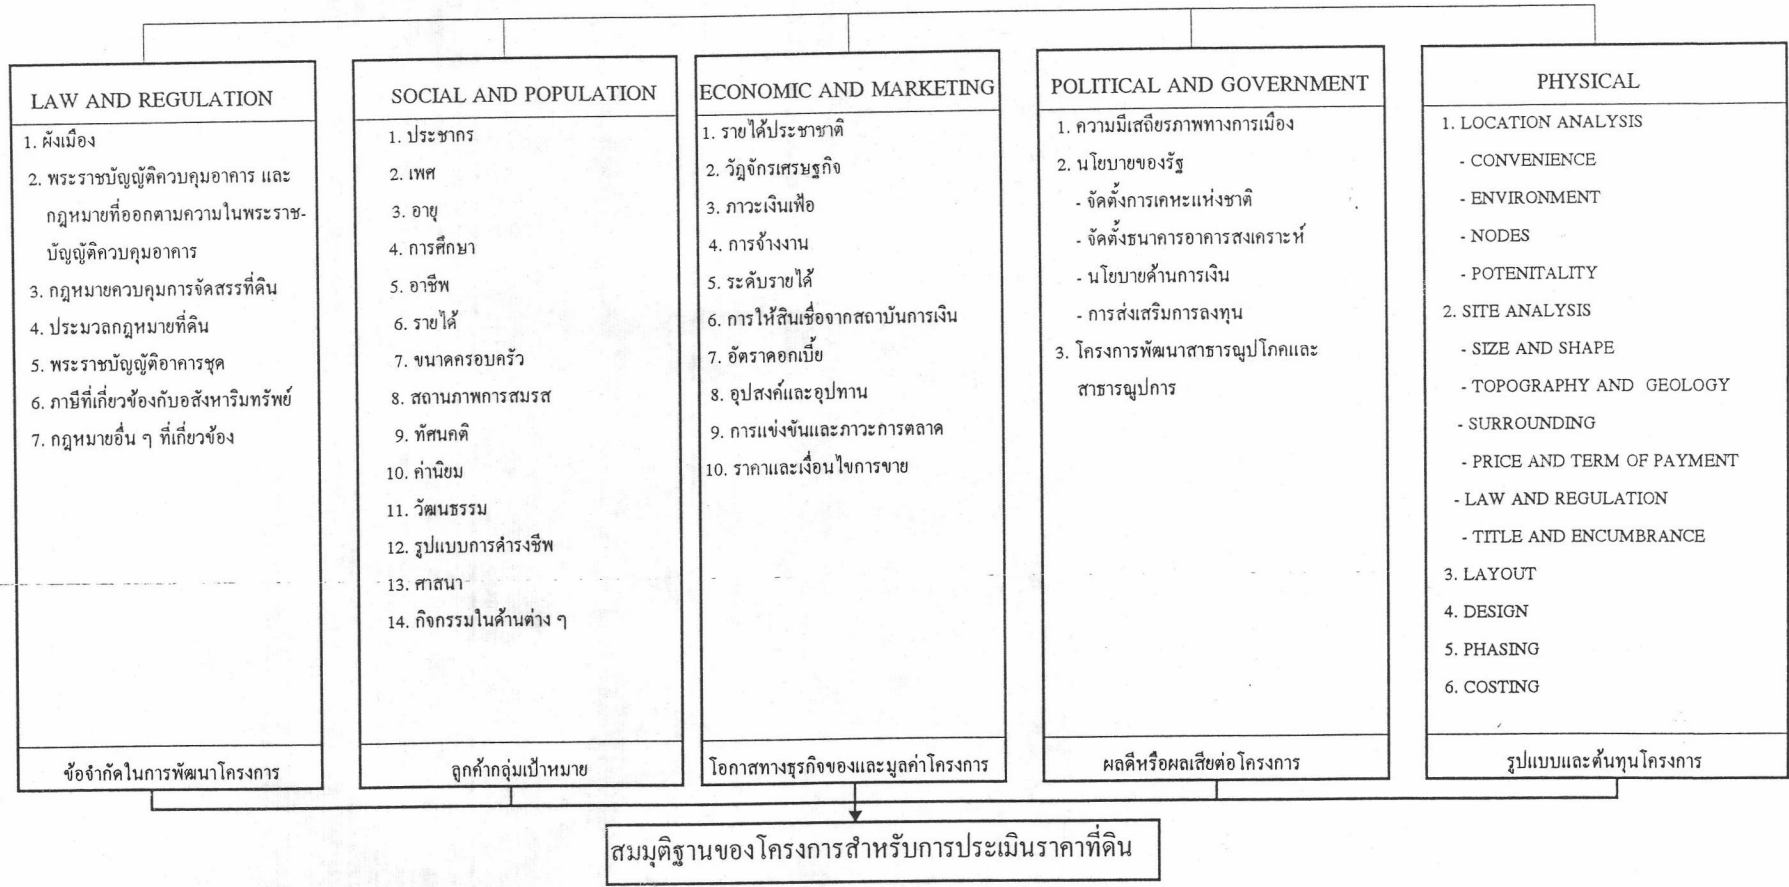 LAW AND REGULATION
1. ผังเมือง
2. พระราชบัญญัติควบคุมอาคาร และ
กฎหมายที่ออกตามความในพระราช-
บัญญัติควบคุมอาคาร
3. กฎหมายควบคุมการจัดสรรที่ดิน
4. ประมวลกฎหมายที่ดิน
5. พระราชบัญญัติอาคารชุด
6. ภาษีที่เกี่ยวข้องกับอสังหาริมทรัพย์
7. กฎหมายอื่น ๆ ที่เกี่ยวข้อง
ข้อจำกัดในการพัฒนาโครงการ
SOCIAL AND POPULATION
1. ประชากร
2. เพศ
3. อายุ
4. การศึกษา
5. อาชีพ
6. รายได้
7. ขนาดครอบครัว
8. สถานภาพการสมรส
9. ทัศนคติ
10. ค่านิยม
11. วัฒนธรรม
12. รูปแบบการดำรงชีพ
13. ศาสนา
14. กิจกรรมในด้านต่าง ๆ
ลูกค้ากลุ่มเป้าหมาย
ECONOMIC AND MARKETING
1. รายได้ประชาชาติ
2. วัฏจักรเศรษฐกิจ
3. ภาวะเงินเฟ้อ
4. การจ้างงาน
5. ระดับรายได้
6. การให้สินเชื่อจากสถาบันการเงิน
7. อัตราดอกเบี้ย
8. อุปสงค์และอุปทาน
9. การแข่งขันและภาวะการตลาด
10. ราคาและเงื่อนไขการขาย
โอกาสทางธุรกิจของและมูลค่าโครงการ
POLITICAL AND GOVERNMENT
1. ความมีเสถียรภาพทางการเมือง
2. นโยบายของรัฐ
- จัดตั้งการเคหะแห่งชาติ
- จัดตั้งธนาคารอาคารสงเคราะห์
- นโยบายด้านการเงิน
- การส่งเสริมการลงทุน
3. โครงการพัฒนาสาธารณูปโภคและ
สาธารณูปการ
ผลดีหรือผลเสียต่อโครงการ
PHYSICAL
1. LOCATION ANALYSIS
- CONVENIENCE
- ENVIRONMENT
- NODES
- POTENITALITY
2. SITE ANALYSIS
- SIZE AND SHAPE
- TOPOGRAPHY AND GEOLOGY
- SURROUNDING
- PRICE AND TERM OF PAYMENT
- LAW AND REGULATION
- TITLE AND ENCUMBRANCE
3. LAYOUT
4. DESIGN
5. PHASING
6. COSTING
รูปแบบและต้นทุนโครงการ
สมมุติฐานของโครงการสำหรับการประเมินราคาที่ดิน